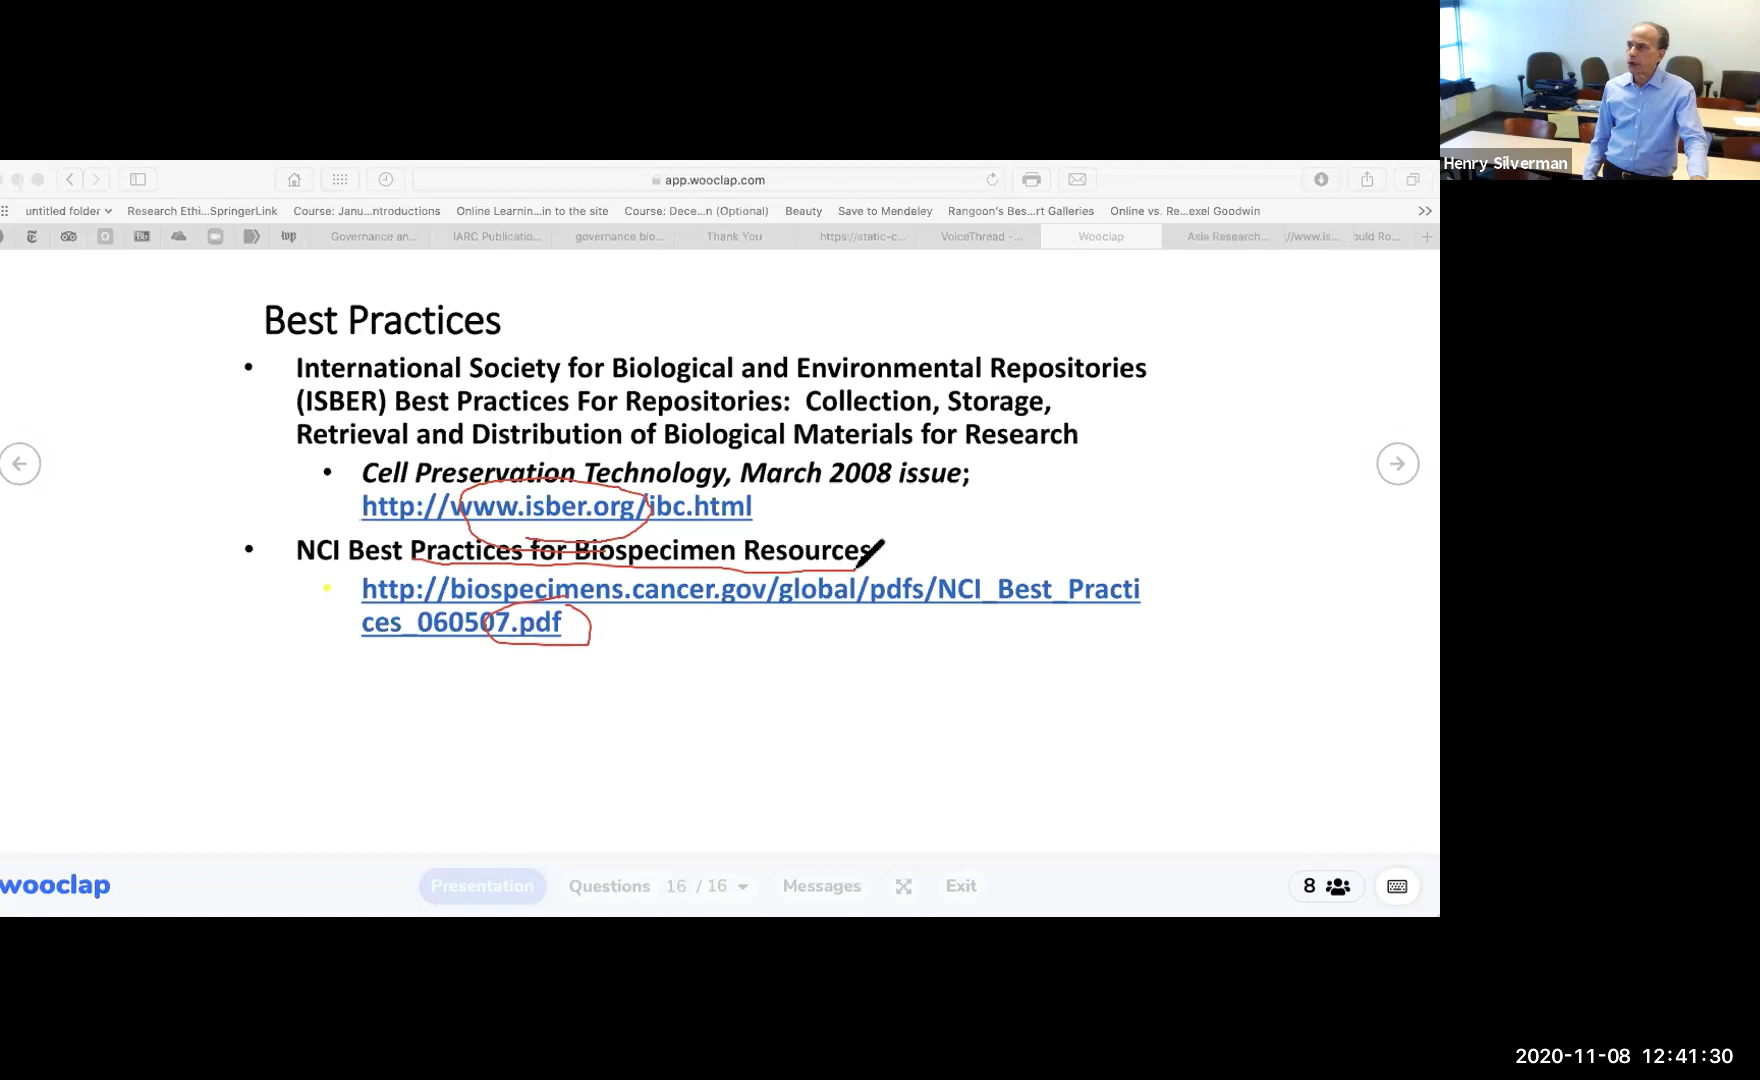 Henry Silverman
app.wooclap.com
untitled folder Research Ethi...SpringerLink Course: Janu...ntroductions Online Learnin...in to the site Course: Dece...n (Optional) Beauty Save to Mendeley Rangoon's Bes...rt Galleries Online vs. Re...exel Goodwin
Governance an... IARC Publicatio... governance bio... Thank You https://static-c... VoiceThread -... Wooclap Asia Research... ://www.is... ould Ro...
Best Practices
• International Society for Biological and Environmental Repositories
(ISBER) Best Practices For Repositories: Collection, Storage,
Retrieval and Distribution of Biological Materials for Research
• Cell Preservation Technology, March 2008 issue;
http://www.isber.org/ibc.html
• NCI Best Practices for Biospecimen Resources
• http://biospecimens.cancer.gov/global/pdfs/NCI_Best_Practi
ces_060507.pdf
wooclap Presentation Questions 16 / 16 Messages Exit 8
2020-11-08 12:41:30